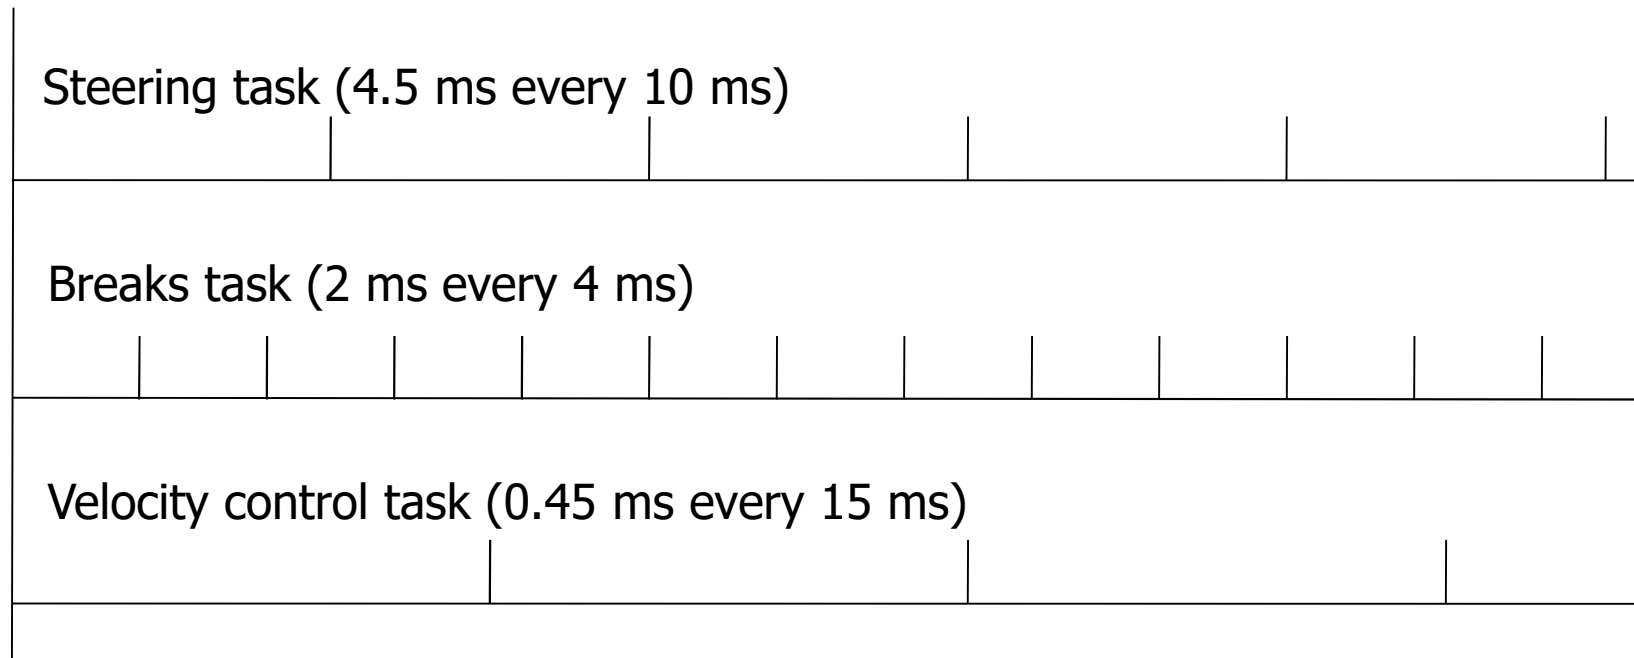 Steering task (4.5 ms every 10 ms)
Breaks task (2 ms every 4 ms)
Velocity control task (0.45 ms every 15 ms)